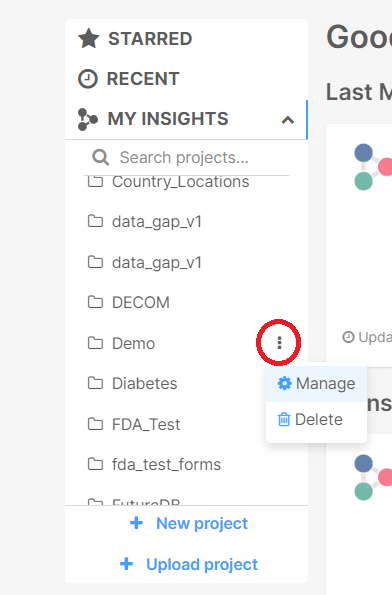 STARRED
RECENT
MY INSIGHTS
Search projects...
Country_Locations
data_gap_v1
data_gap_v1
DECOM
Demo
Manage
Diabetes
Delete
FDA_Test
fda_test_forms
FutureDB
New project
Upload project
Good
Last M
Upda
ns